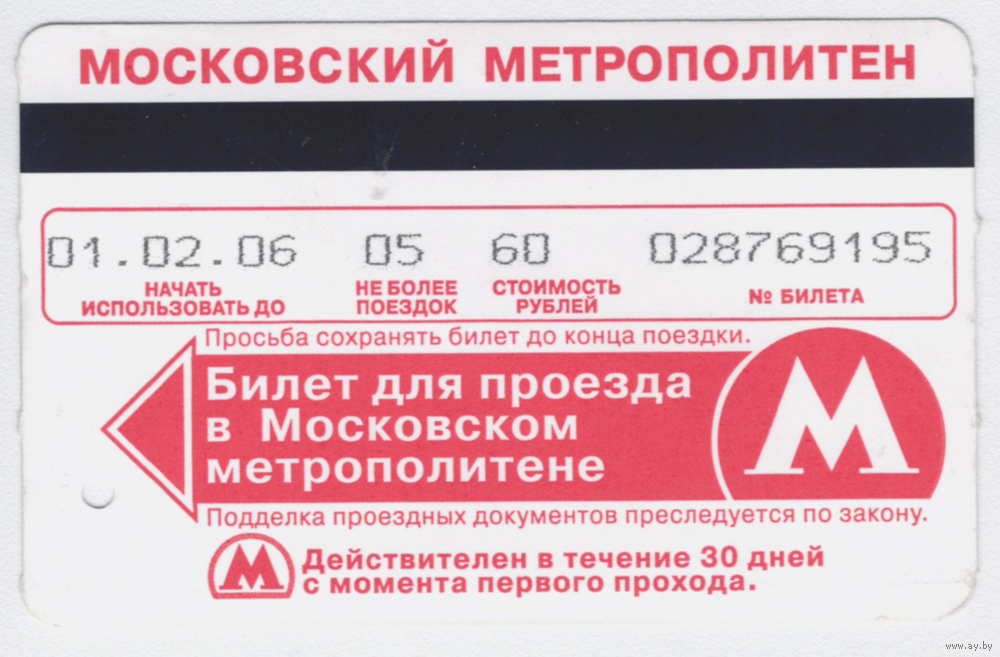 МОСКОВСКИЙ МЕТРОПОЛИТЕН
01.02.06 05 60 028769195
НАЧАТЬ ИСПОЛЬЗОВАТЬ ДО
НЕ БОЛЕЕ ПОЕЗДОК
СТОИМОСТЬ РУБЛЕЙ
№ БИЛЕТА
Просьба сохранять билет до конца поездки.
Билет для проезда
в Московском
метрополитене
М
Подделка проездных документов преследуется по закону.
М
Действителен в течение 30 дней
с момента первого прохода.
www.ay.by